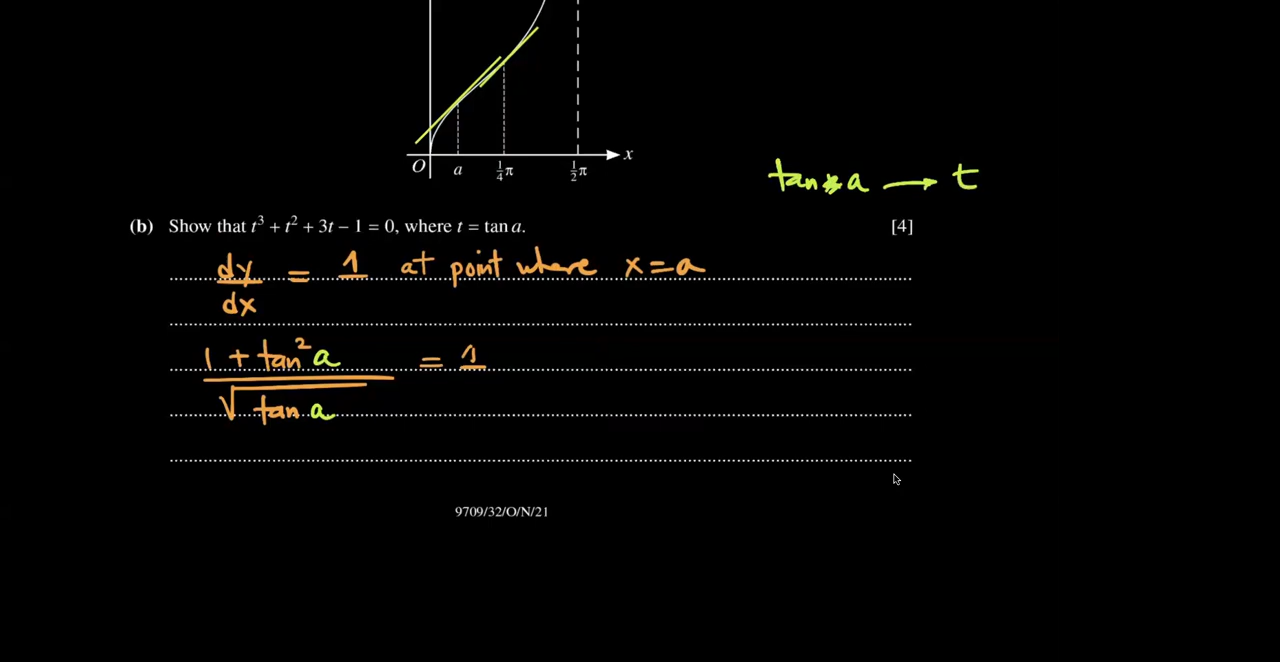 O a ¼π ½π x
tan a → t
(b) Show that t³ + t² + 3t − 1 = 0, where t = tan a. [4]
dy/dx = 1 at point where x = a
(1 + tan² a)/√(tan a) = 1
9709/32/O/N/21